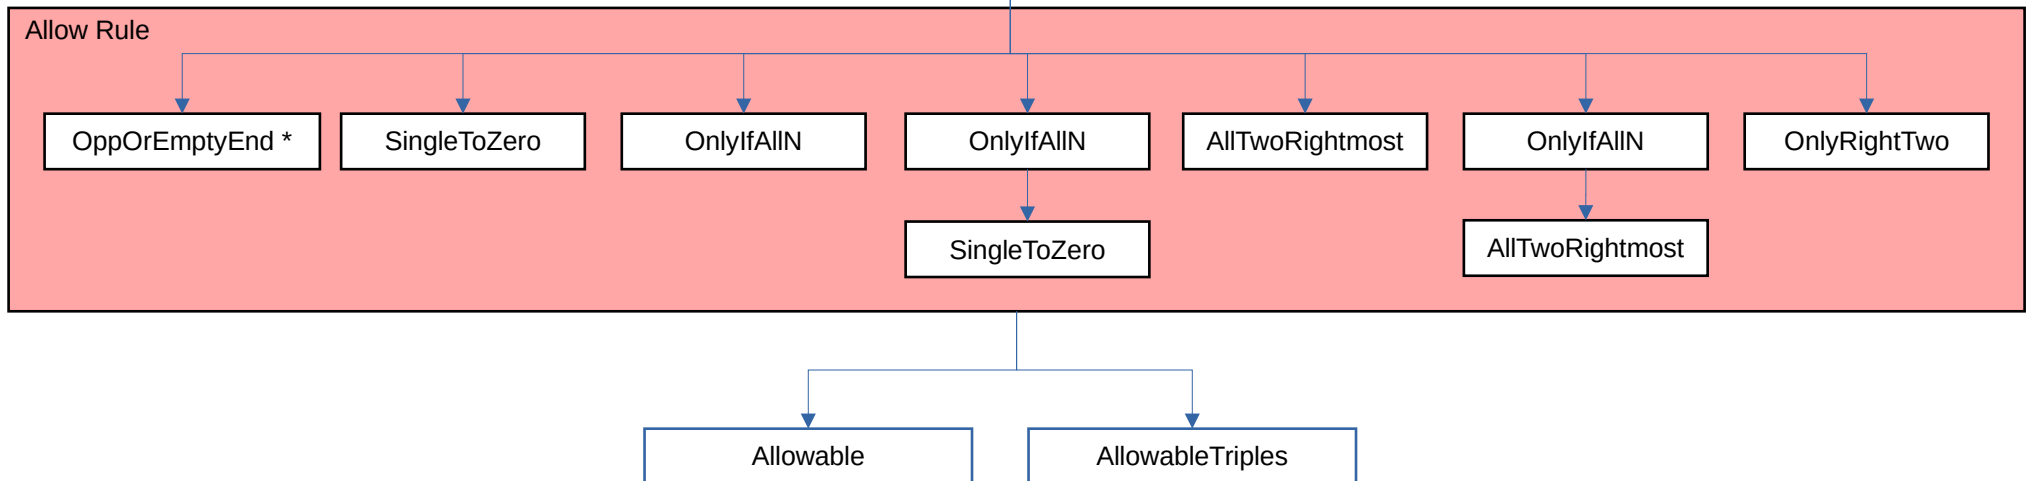 Allow Rule
OppOrEmptyEnd *
SingleToZero
OnlyIfAllN
OnlyIfAllN
AllTwoRightmost
OnlyIfAllN
OnlyRightTwo
SingleToZero
AllTwoRightmost
Allowable
AllowableTriples